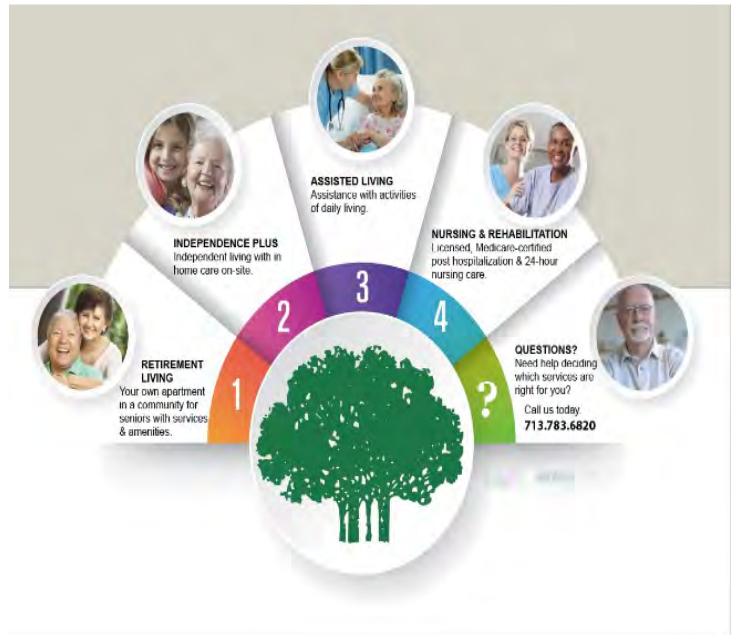 RETIREMENT
LIVING
Your own apartment
in a community for
seniors with services
& amenities.
1
INDEPENDENCE PLUS
Independent living with in
home care on-site.
2
ASSISTED LIVING
Assistance with activities
of daily living.
3
NURSING & REHABILITATION
Licensed, Medicare-certified
post hospitalization & 24-hour
nursing care.
4
QUESTIONS?
Need help deciding
which services are
right for you?
Call us today.
713.783.6820
?